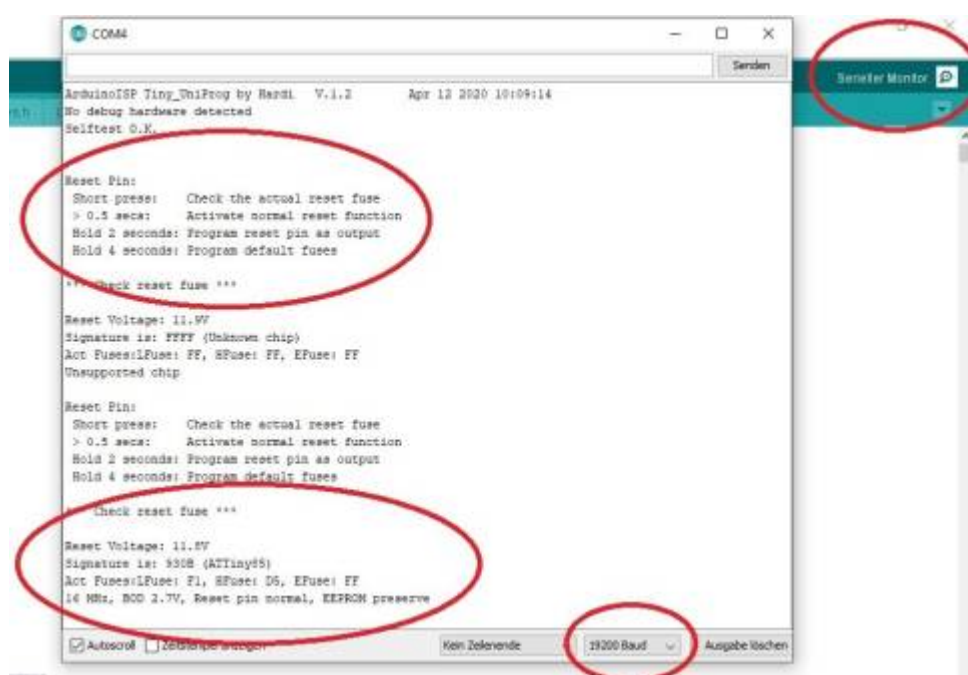 COM4
Senden
Serieller Monitor
ArduinoISP Tiny_UniProg by Hardi   V.1.2        Apr 12 2020 10:09:14
No debug hardware detected
Selftest O.K.
Reset Pin:
Short press:    Check the actual reset fuse
> 0.5 secs:     Activate normal reset function
Hold 2 seconds: Program reset pin as output
Hold 4 seconds: Program default fuses
*** Check reset fuse ***
Reset Voltage: 11.9V
Signature is: FFFF (Unknown chip)
Act Fuses:LFuse: FF, HFuse: FF, EFuse: FF
Unsupported chip
Reset Pin:
Short press:    Check the actual reset fuse
> 0.5 secs:     Activate normal reset function
Hold 2 seconds: Program reset pin as output
Hold 4 seconds: Program default fuses
*** Check reset fuse ***
Reset Voltage: 11.8V
Signature is: 930B (ATTiny85)
Act Fuses:LFuse: F1, HFuse: D5, EFuse: FF
16 MHz, BOD 2.7V, Reset pin normal, EEPROM preserve
Autoscroll Zeitstempel anzeigen Kein Zeilenende 19200 Baud Ausgabe löschen